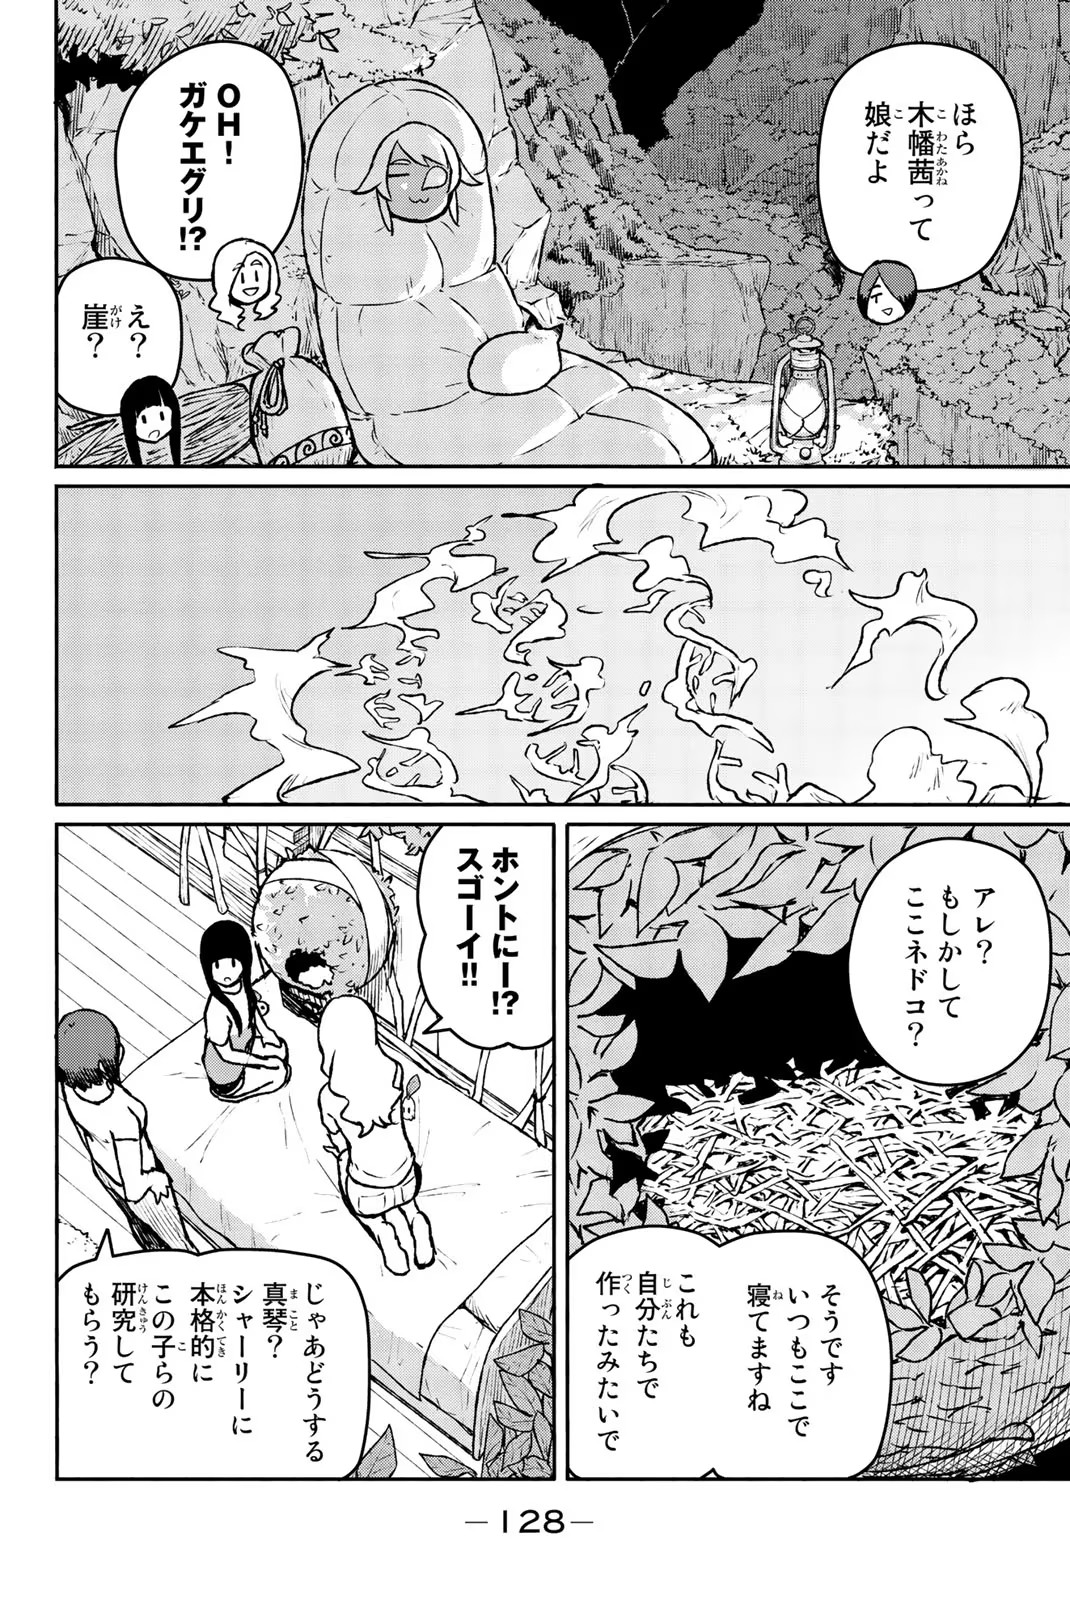 ほら
木幡茜って
娘だよ
OH!
ガケエグリ!?
え?
崖?
アレ?
もしかして
ここネドコ?
そうです
いつもここで
寝てますね
これも
自分たちで
作ったみたいで
ホントにー!?
スゴーイ!!
じゃあどうする
真琴?
シャーリーに
本格的に
この子らの
研究して
もらう?
—128—